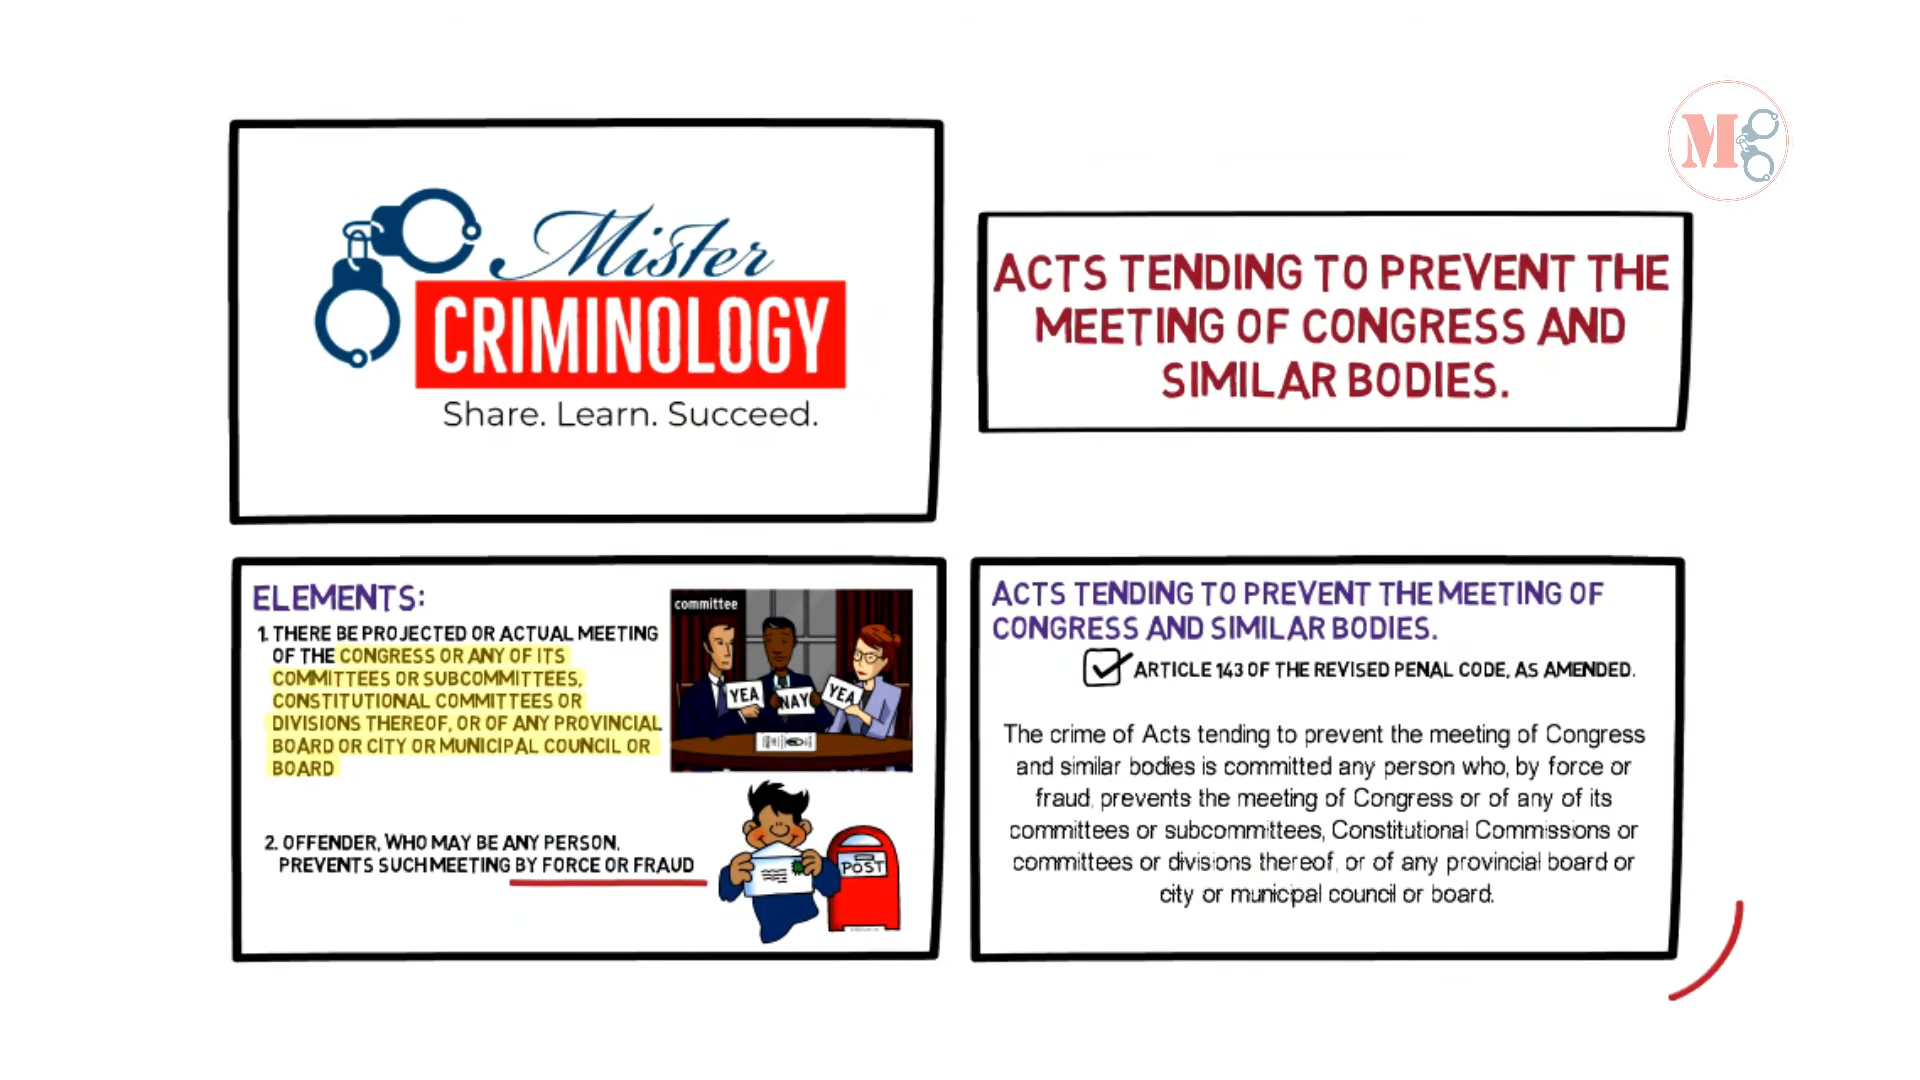 M
Mister
CRIMINOLOGY
Share. Learn. Succeed.
ACTS TENDING TO PREVENT THE
MEETING OF CONGRESS AND
SIMILAR BODIES.
ELEMENTS:
1. THERE BE PROJECTED OR ACTUAL MEETING
OF THE CONGRESS OR ANY OF ITS
COMMITTEES OR SUBCOMMITTEES,
CONSTITUTIONAL COMMITTEES OR
DIVISIONS THEREOF, OR OF ANY PROVINCIAL
BOARD OR CITY OR MUNICIPAL COUNCIL OR
BOARD
committee
YEA
NAY
YEA
2. OFFENDER, WHO MAY BE ANY PERSON,
PREVENTS SUCH MEETING BY FORCE OR FRAUD
POST
ACTS TENDING TO PREVENT THE MEETING OF
CONGRESS AND SIMILAR BODIES.
ARTICLE 143 OF THE REVISED PENAL CODE, AS AMENDED.
The crime of Acts tending to prevent the meeting of Congress
and similar bodies is committed any person who, by force or
fraud, prevents the meeting of Congress or of any of its
committees or subcommittees, Constitutional Commissions or
committees or divisions thereof, or of any provincial board or
city or municipal council or board.